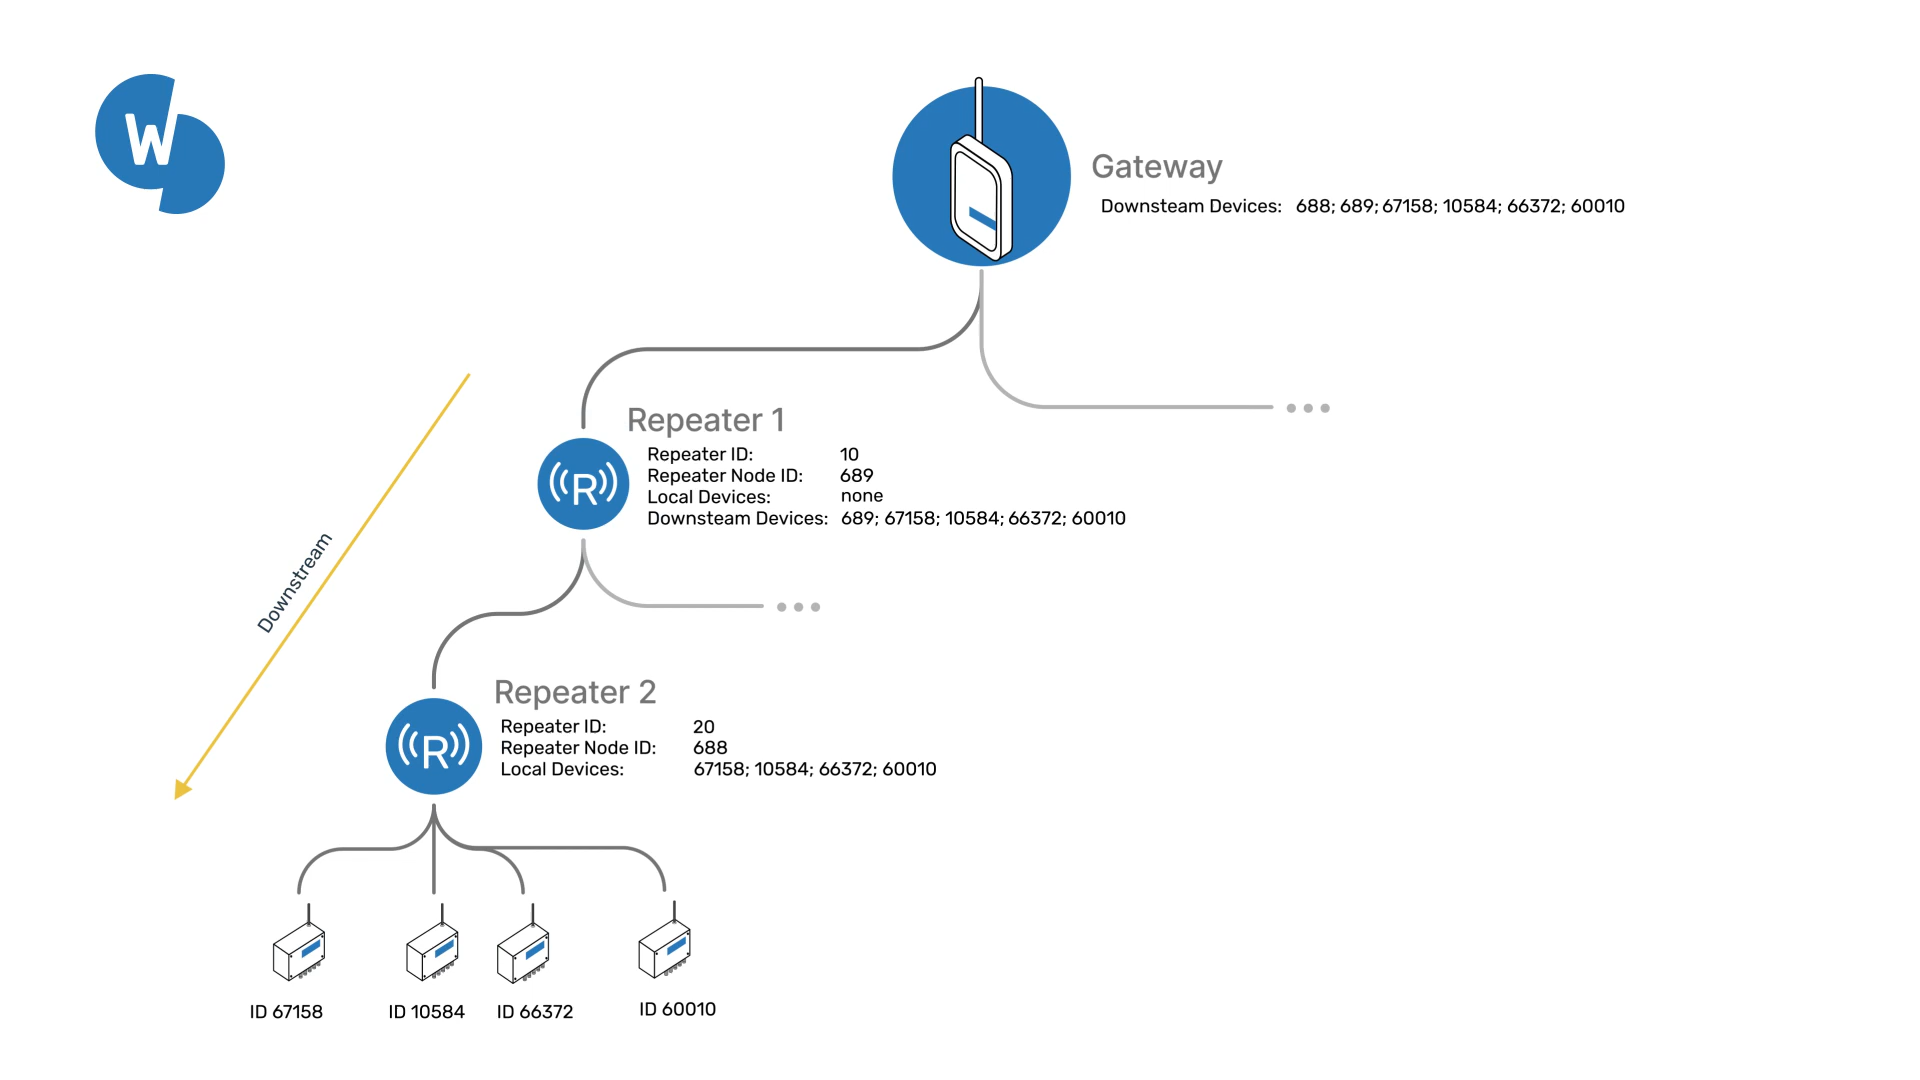 W
Gateway
Downsteam Devices: 688; 689; 67158; 10584; 66372; 60010
Repeater 1
Repeater ID: 10
Repeater Node ID: 689
Local Devices: none
Downsteam Devices: 689; 67158; 10584; 66372; 60010
Downstream
R
Repeater 2
Repeater ID: 20
Repeater Node ID: 688
Local Devices: 67158; 10584; 66372; 60010
R
ID 67158
ID 10584
ID 66372
ID 60010